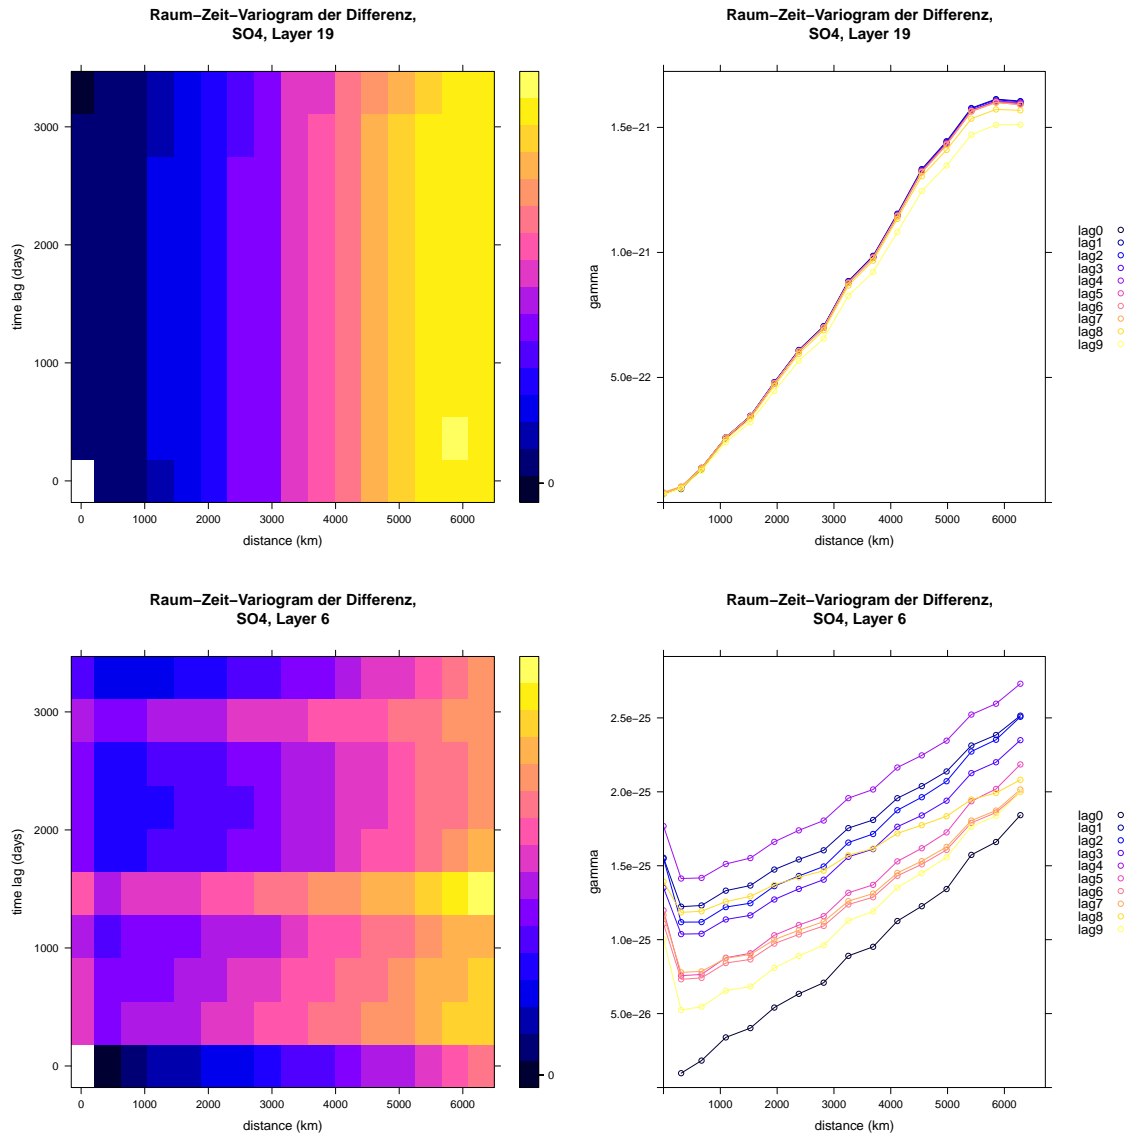 Raum−Zeit−Variogram der Differenz,
SO4, Layer 19
time lag (days)
3000
2000
1000
0
0 1000 2000 3000 4000 5000 6000
distance (km)
0
Raum−Zeit−Variogram der Differenz,
SO4, Layer 19
gamma
1.5e−21
1.0e−21
5.0e−22
1000 2000 3000 4000 5000 6000
distance (km)
lag0
lag1
lag2
lag3
lag4
lag5
lag6
lag7
lag8
lag9
Raum−Zeit−Variogram der Differenz,
SO4, Layer 6
time lag (days)
3000
2000
1000
0
0 1000 2000 3000 4000 5000 6000
distance (km)
0
Raum−Zeit−Variogram der Differenz,
SO4, Layer 6
gamma
2.5e−25
2.0e−25
1.5e−25
1.0e−25
5.0e−26
1000 2000 3000 4000 5000 6000
distance (km)
lag0
lag1
lag2
lag3
lag4
lag5
lag6
lag7
lag8
lag9